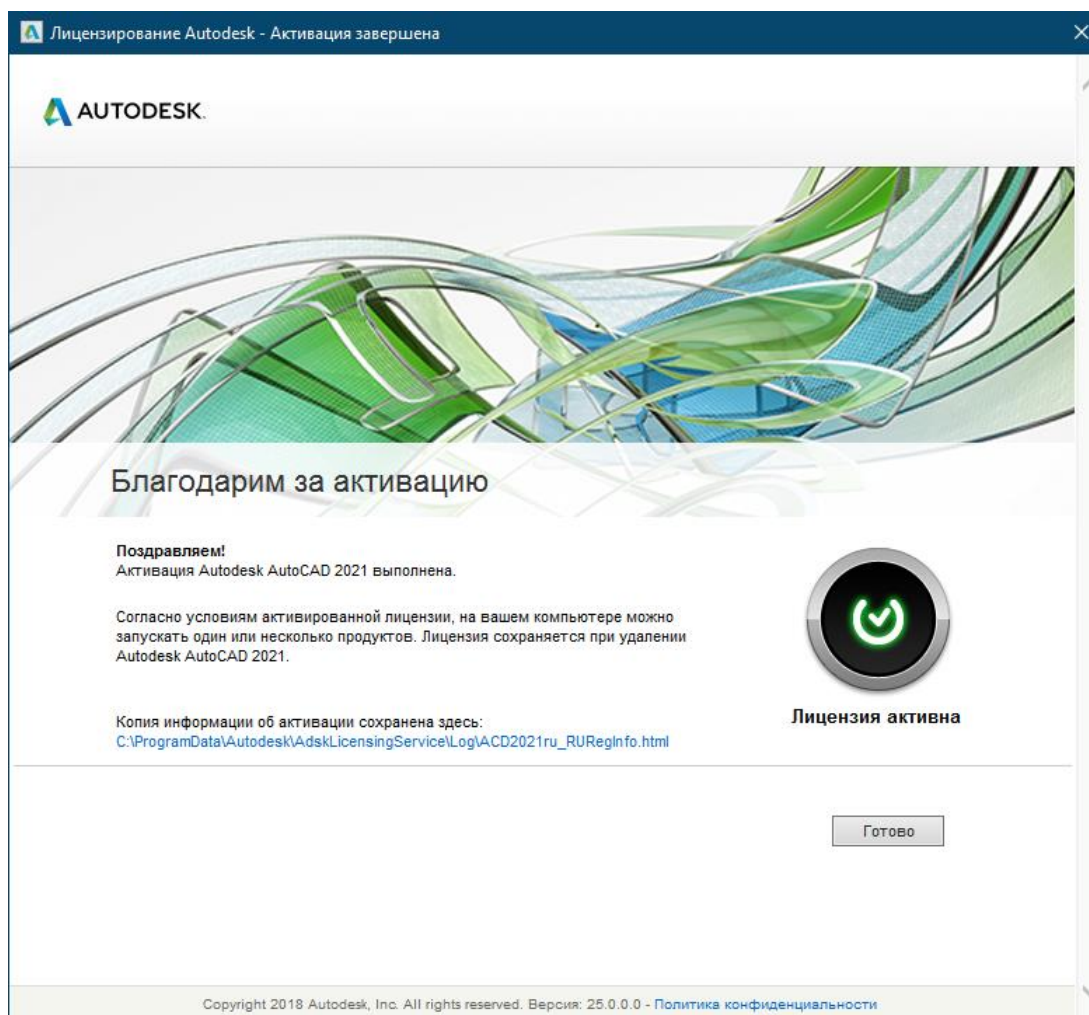 Лицензирование Autodesk - Активация завершена
AUTODESK.
Благодарим за активацию
Поздравляем!
Активация Autodesk AutoCAD 2021 выполнена.
Согласно условиям активированной лицензии, на вашем компьютере можно
запускать один или несколько продуктов. Лицензия сохраняется при удалении
Autodesk AutoCAD 2021.
Лицензия активна
Копия информации об активации сохранена здесь:
C:\ProgramData\Autodesk\AdskLicensingService\Log\ACD2021ru_RURegInfo.html
Готово
Copyright 2018 Autodesk, Inc. All rights reserved. Версия: 25.0.0.0 - Политика конфиденциальности